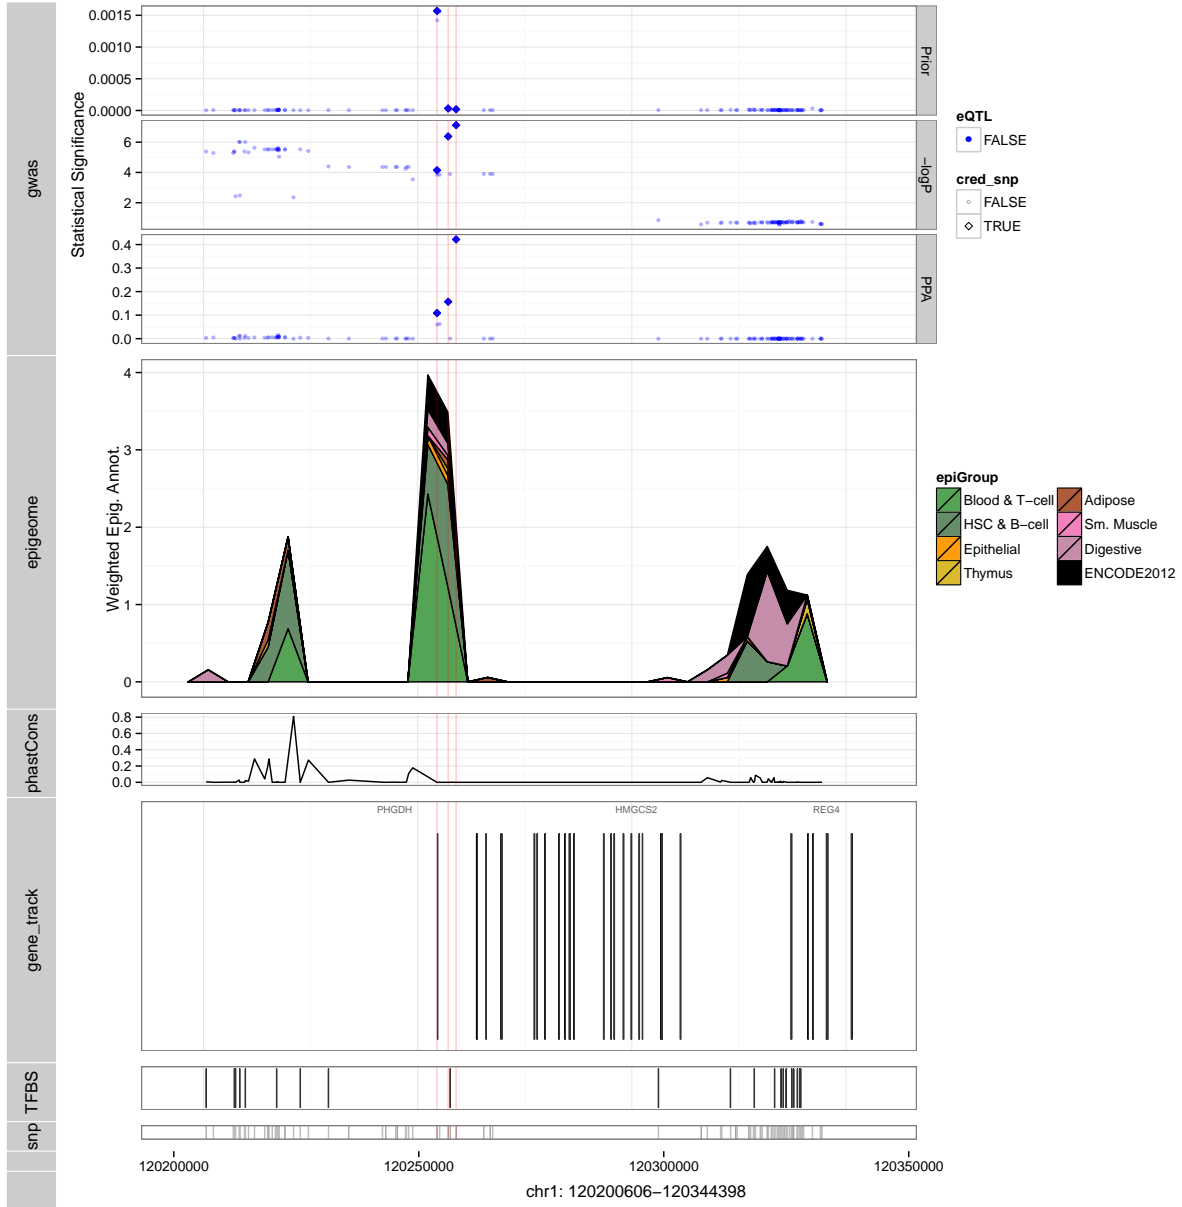 gwas
Statistical Significance
0.0015
0.0010
0.0005
0.0000
Prior
6
4
2
−logP
0.4
0.3
0.2
0.1
0.0
PPA
eQTL
FALSE
cred_snp
FALSE
TRUE
epigeome
Weighted Epig. Annot.
4
3
2
1
0
epiGroup
Blood & T−cell
HSC & B−cell
Epithelial
Thymus
Adipose
Sm. Muscle
Digestive
ENCODE2012
phastCons
0.8
0.6
0.4
0.2
0.0
gene_track
PHGDH
HMGCS2
REG4
TFBS
snp
120200000
120250000
120300000
120350000
chr1: 120200606−120344398